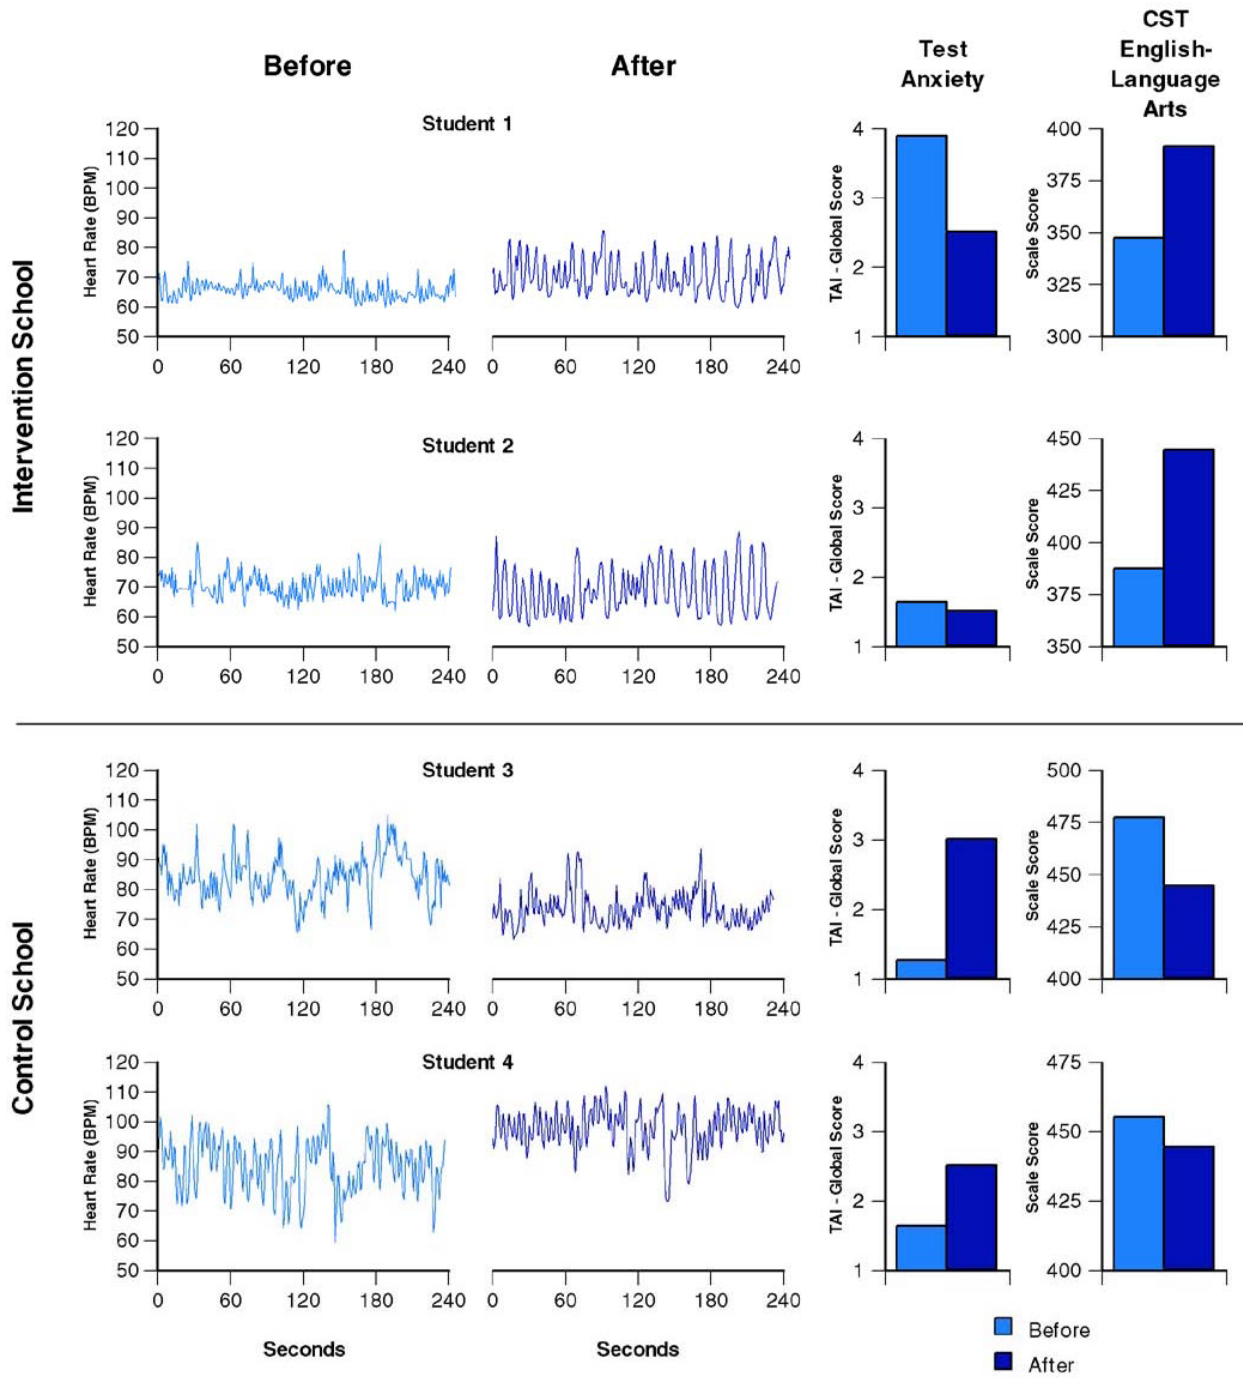 Before
After
Test
Anxiety
CST
English-
Language
Arts
Intervention School
Student 1
Heart Rate (BPM)
120
110
100
90
80
70
60
50
0 60 120 180 240
0 60 120 180 240
TAI - Global Score
4
3
2
1
Scale Score
400
375
350
325
300
Student 2
Heart Rate (BPM)
120
110
100
90
80
70
60
50
0 60 120 180 240
0 60 120 180 240
TAI - Global Score
4
3
2
1
Scale Score
450
425
400
375
350
Control School
Student 3
Heart Rate (BPM)
120
110
100
90
80
70
60
50
0 60 120 180 240
0 60 120 180 240
TAI - Global Score
4
3
2
1
Scale Score
500
475
450
425
400
Student 4
Heart Rate (BPM)
120
110
100
90
80
70
60
50
0 60 120 180 240
0 60 120 180 240
TAI - Global Score
4
3
2
1
Scale Score
475
450
425
400
Seconds
Seconds
Before
After